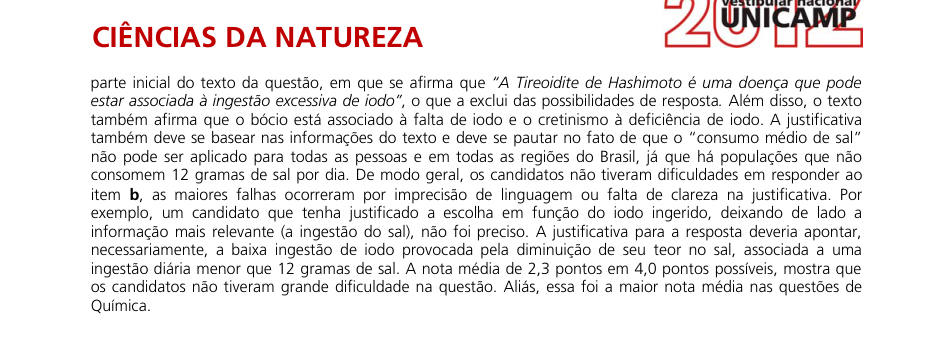 vestibular nacional
2012
UNICAMP
CIÊNCIAS DA NATUREZA
parte inicial do texto da questão, em que se afirma que “A Tireoidite de Hashimoto é uma doença que pode
estar associada à ingestão excessiva de iodo”, o que a exclui das possibilidades de resposta. Além disso, o texto
também afirma que o bócio está associado à falta de iodo e o cretinismo à deficiência de iodo. A justificativa
também deve se basear nas informações do texto e deve se pautar no fato de que o “consumo médio de sal”
não pode ser aplicado para todas as pessoas e em todas as regiões do Brasil, já que há populações que não
consomem 12 gramas de sal por dia. De modo geral, os candidatos não tiveram dificuldades em responder ao
item b, as maiores falhas ocorreram por imprecisão de linguagem ou falta de clareza na justificativa. Por
exemplo, um candidato que tenha justificado a escolha em função do iodo ingerido, deixando de lado a
informação mais relevante (a ingestão do sal), não foi preciso. A justificativa para a resposta deveria apontar,
necessariamente, a baixa ingestão de iodo provocada pela diminuição de seu teor no sal, associada a uma
ingestão diária menor que 12 gramas de sal. A nota média de 2,3 pontos em 4,0 pontos possíveis, mostra que
os candidatos não tiveram grande dificuldade na questão. Aliás, essa foi a maior nota média nas questões de
Química.